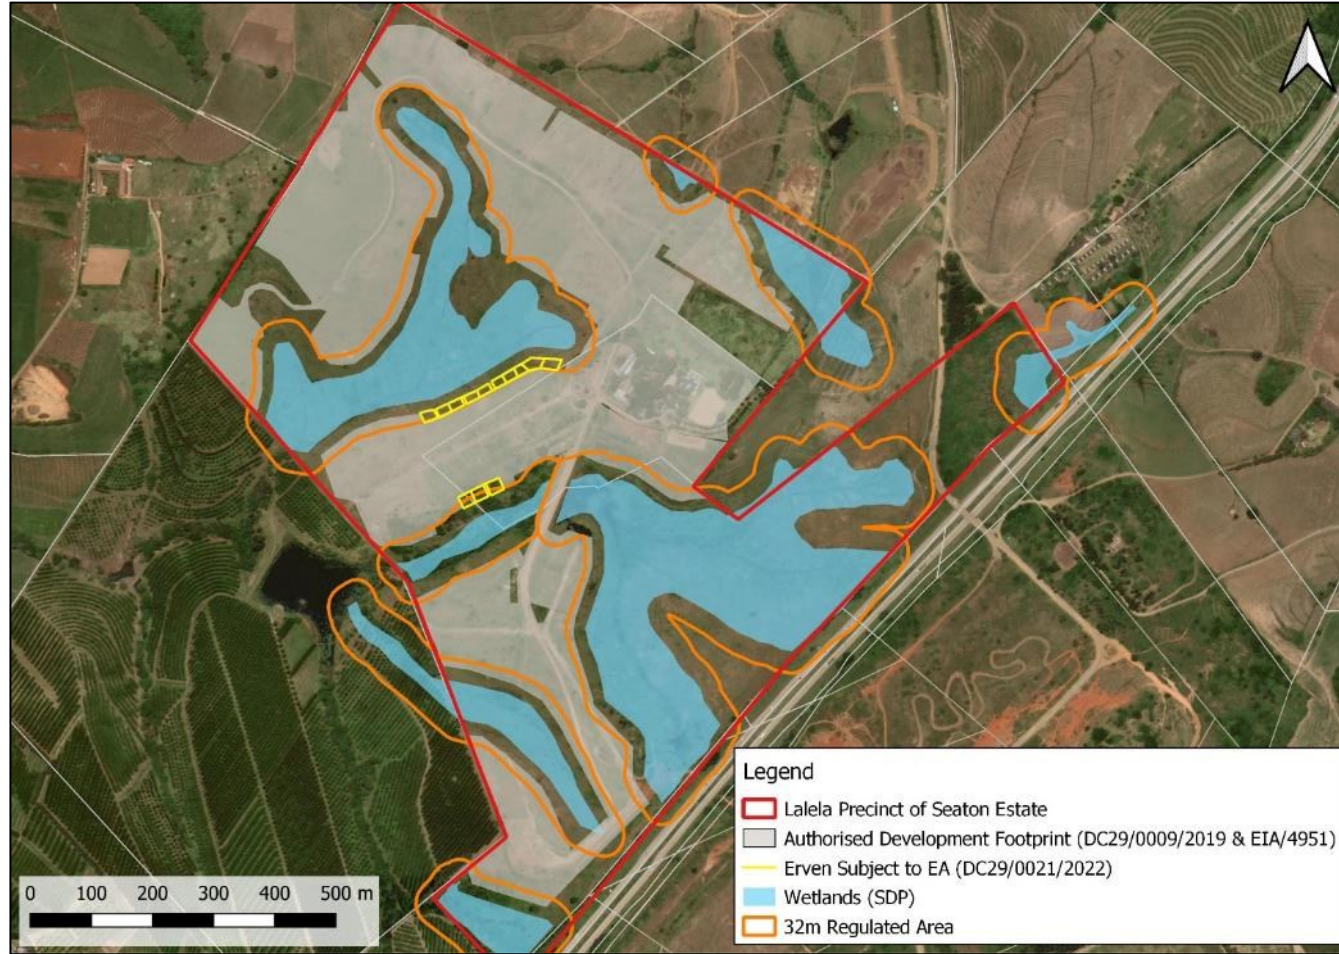 Legend
Lalela Precinct of Seaton Estate
Authorised Development Footprint (DC29/0009/2019 & EIA/4951)
Erven Subject to EA (DC29/0021/2022)
Wetlands (SDP)
32m Regulated Area
0 100 200 300 400 500 m